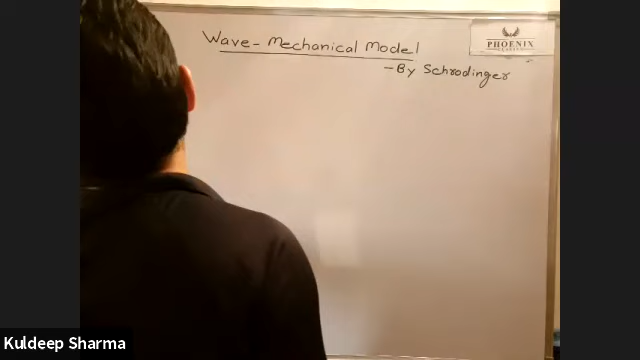 Wave-Mechanical Model
PHOENIX
-By Schrodinger
Kuldeep Sharma